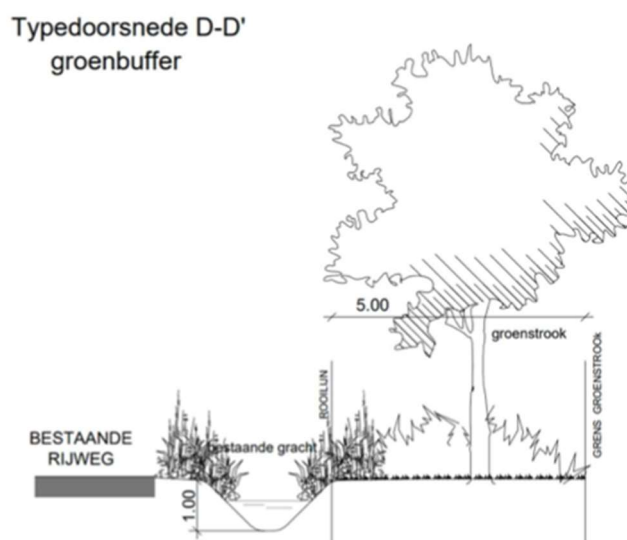 Typedoorsnede D-D'
groenbuffer
5.00
groenstrook
ROOILIJN
GRENS GROENSTROOk
bestaande gracht
BESTAANDE
RIJWEG
1.00